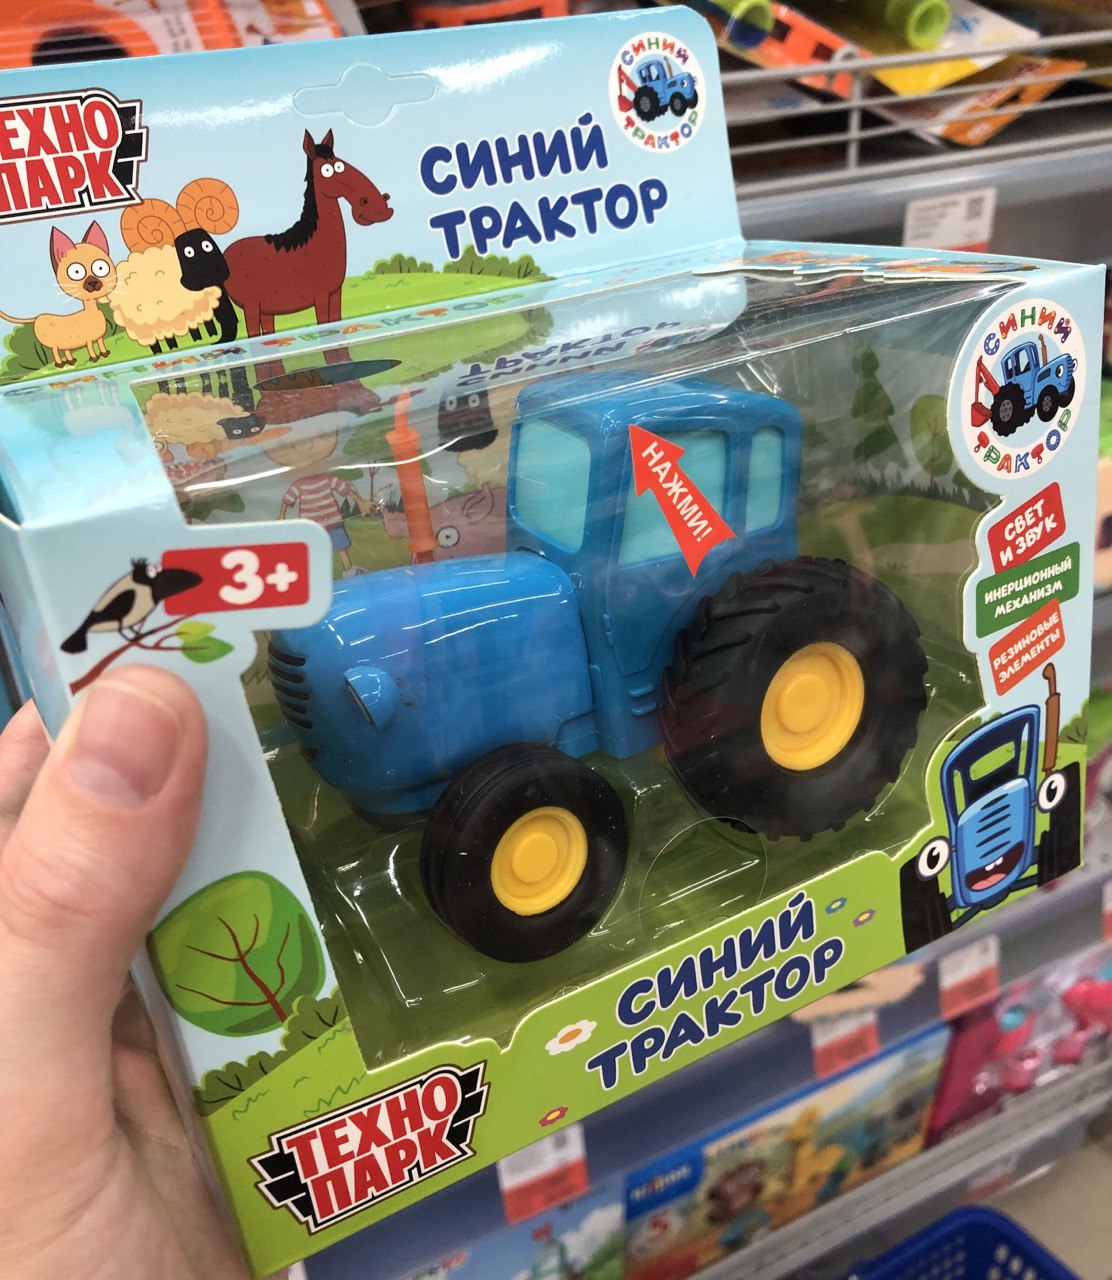 СИНИЙ
ТРАКТОР
ТЕХНО
ПАРК
СИНИЙ
ТРАКТОР
СИНИЙ
ТРАКТОР
НАЖМИ!
СВЕТ
И ЗВУК
ИНЕРЦИОННЫЙ
МЕХАНИЗМ
РЕЗИНОВЫЕ
ЭЛЕМЕНТЫ
3+
СИНИЙ
ТРАКТОР
ТЕХНО
ПАРК